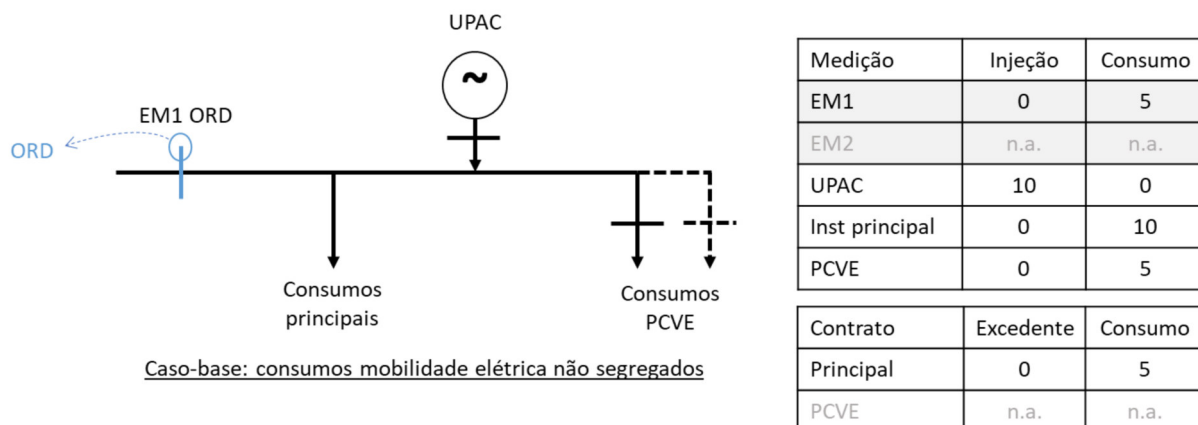 UPAC
~
EM1 ORD
ORD
Consumos
principais
Consumos
PCVE
Caso-base: consumos mobilidade elétrica não segregados
Medição Injeção Consumo
EM1 0 5
EM2 n.a. n.a.
UPAC 10 0
Inst principal 0 10
PCVE 0 5
Contrato Excedente Consumo
Principal 0 5
PCVE n.a. n.a.